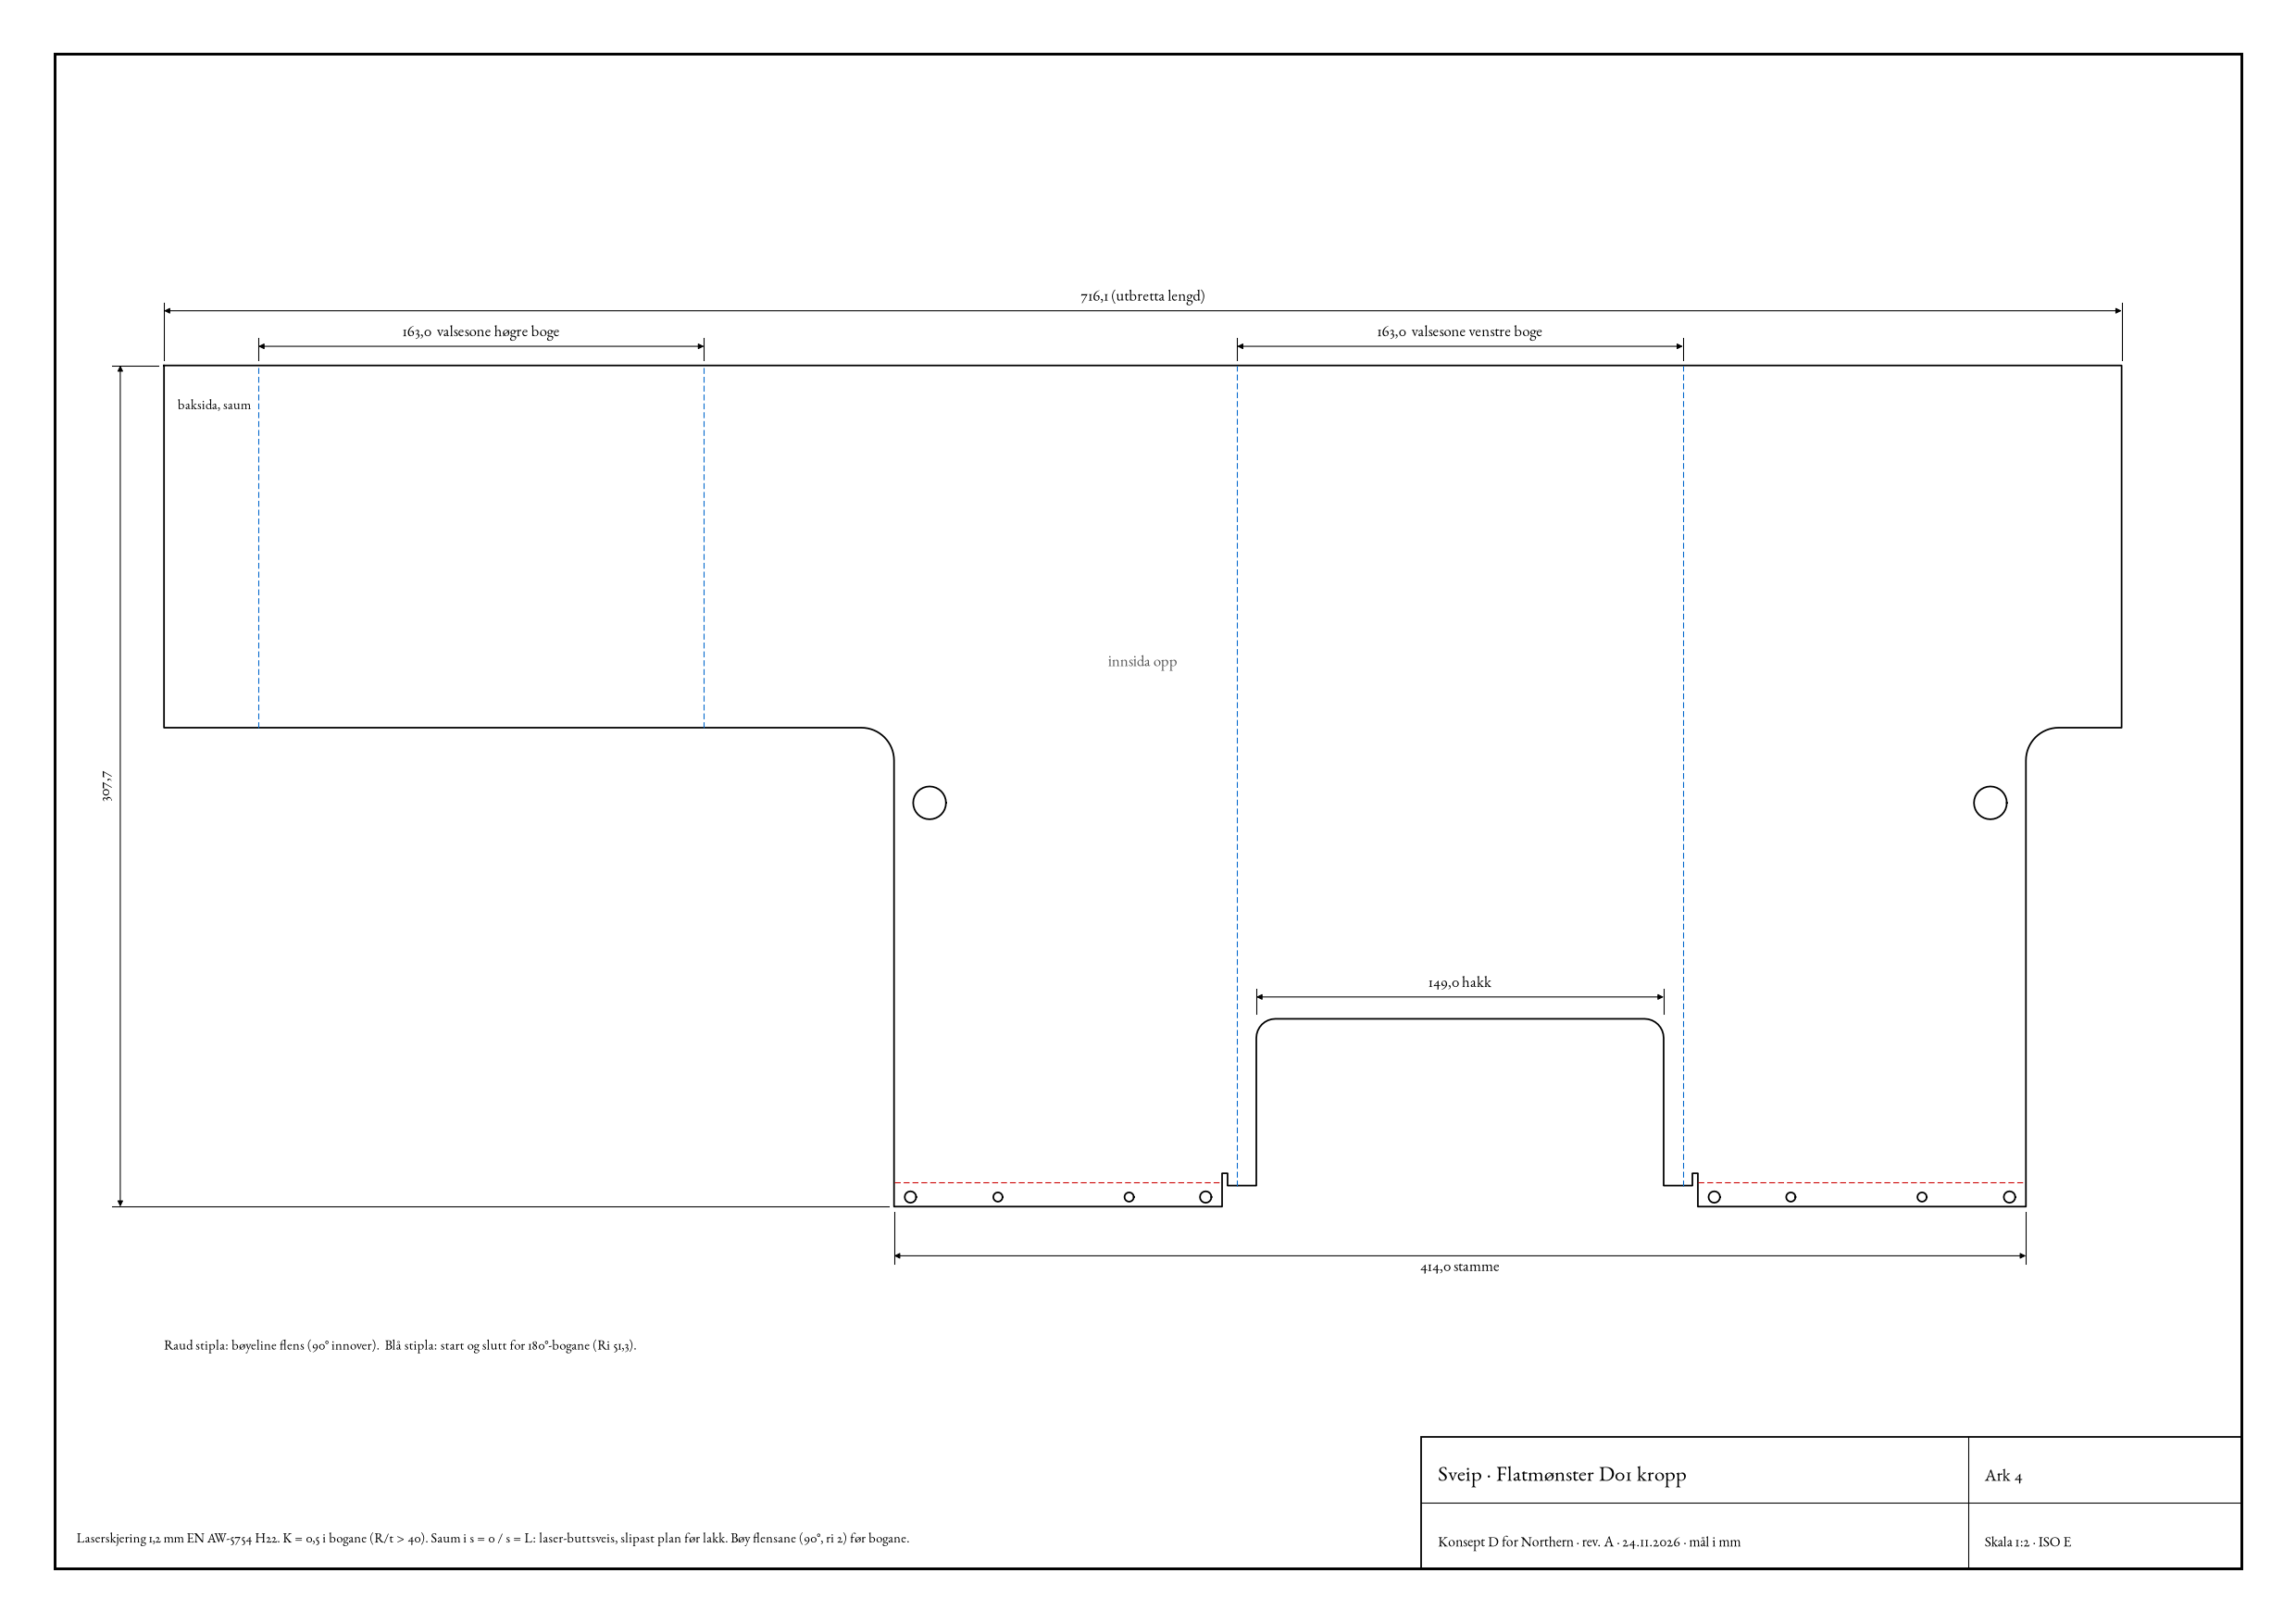 716,1 (utbretta lengd)
163,0 valsesone høgre boge
163,0 valsesone venstre boge
baksida, saum
innsida opp
307,7
149,0 hakk
414,0 stamme
Raud stipla: bøyeline flens (90° innover). Blå stipla: start og slutt for 180°-bogane (Ri 51,3).
Sveip · Flatmønster D01 kropp
Ark 4
Laserskjering 1,2 mm EN AW-5754 H22. K = 0,5 i bogane (R/t > 40). Saum i s = 0 / s = L: laser-buttsveis, slipast plan før lakk. Bøy flensane (90°, ri 2) før bogane.
Konsept D for Northern · rev. A · 24.11.2026 · mål i mm
Skala 1:2 · ISO E